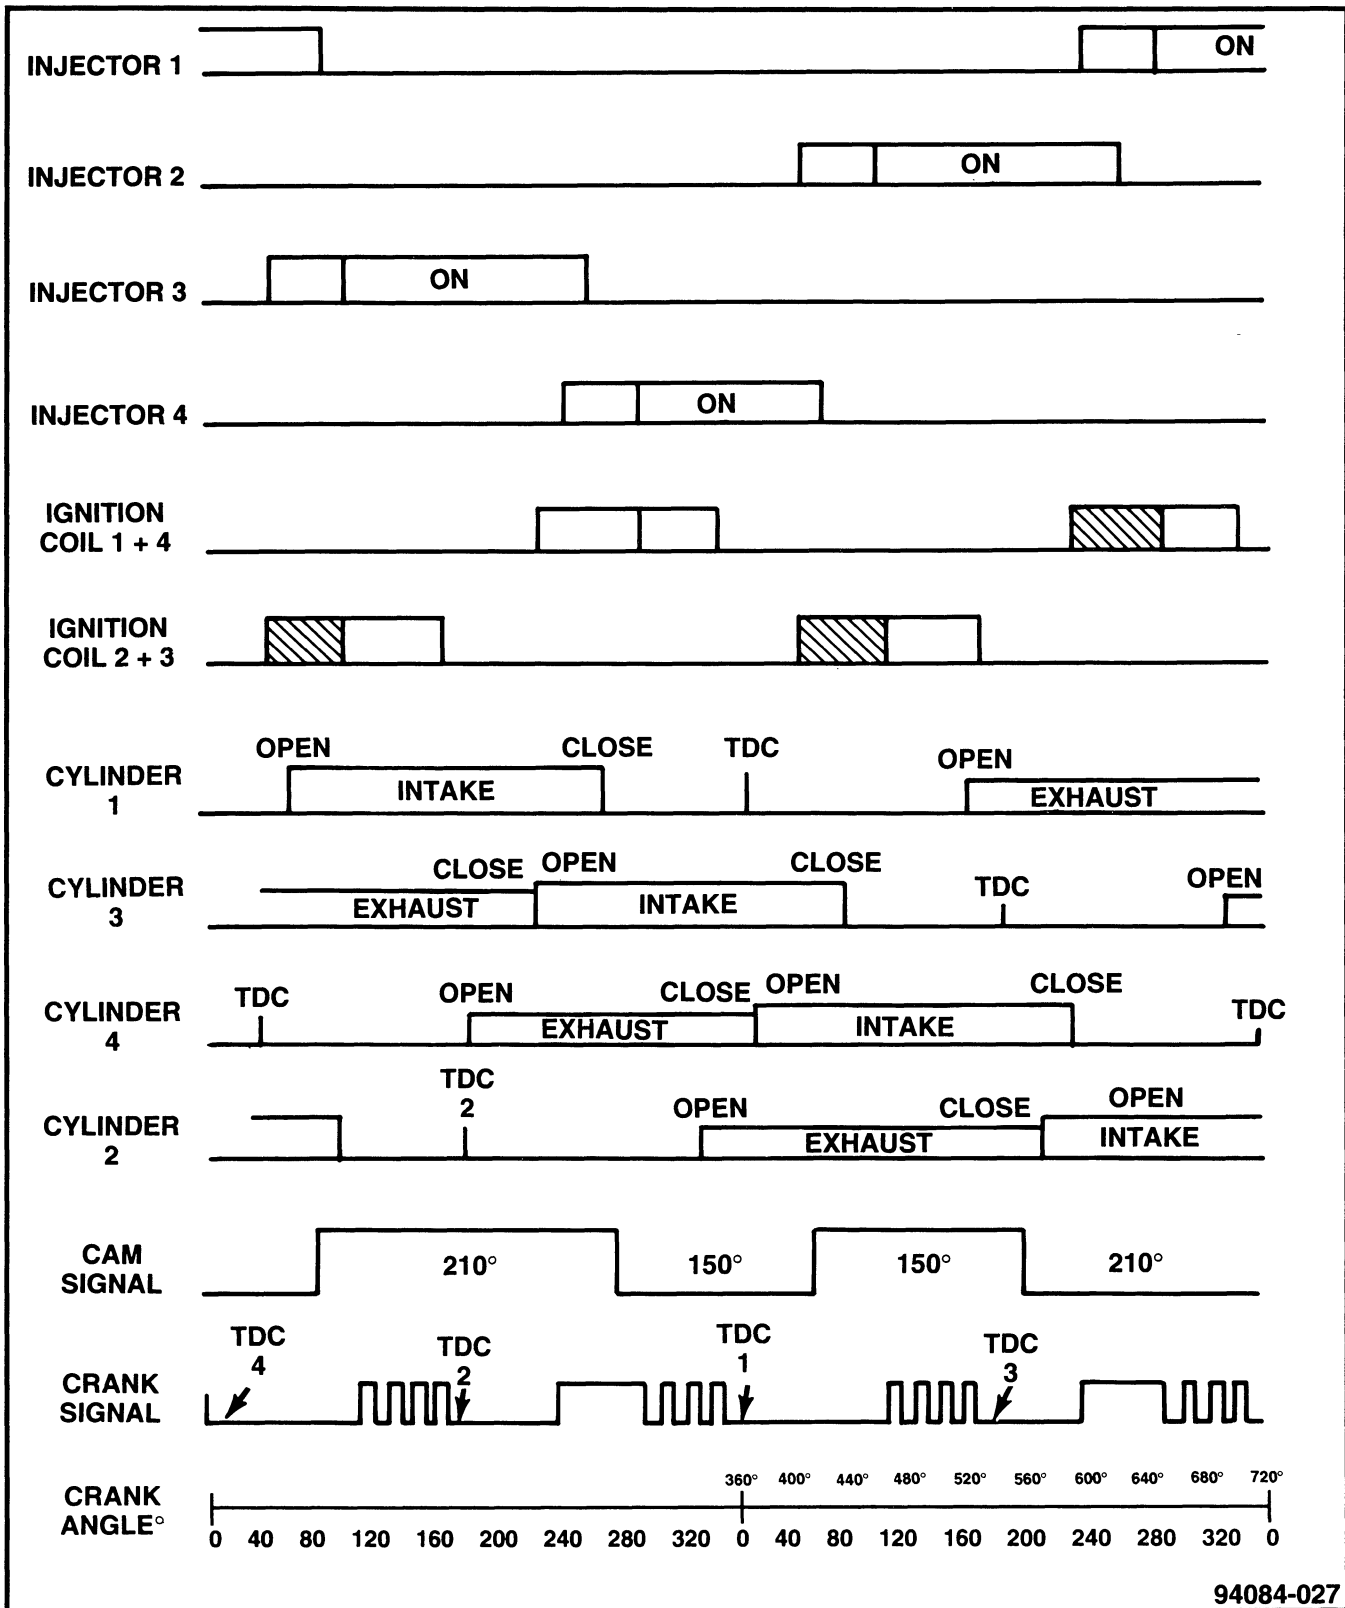 INJECTOR 1
ON
INJECTOR 2
ON
INJECTOR 3
ON
INJECTOR 4
ON
IGNITION
COIL 1 + 4
IGNITION
COIL 2 + 3
CYLINDER
1
OPEN
INTAKE
CLOSE
TDC
OPEN
EXHAUST
CYLINDER
3
EXHAUST
CLOSE
OPEN
INTAKE
CLOSE
TDC
OPEN
CYLINDER
4
TDC
OPEN
EXHAUST
CLOSE
OPEN
INTAKE
CLOSE
TDC
CYLINDER
2
TDC
2
OPEN
EXHAUST
CLOSE
OPEN
INTAKE
CAM
SIGNAL
210° 150° 150° 210°
CRANK
SIGNAL
TDC
4
TDC
2
TDC
1
TDC
3
CRANK
ANGLE°
360° 400° 440° 480° 520° 560° 600° 640° 680° 720°
0 40 80 120 160 200 240 280 320 0 40 80 120 160 200 240 280 320 0
94084-027